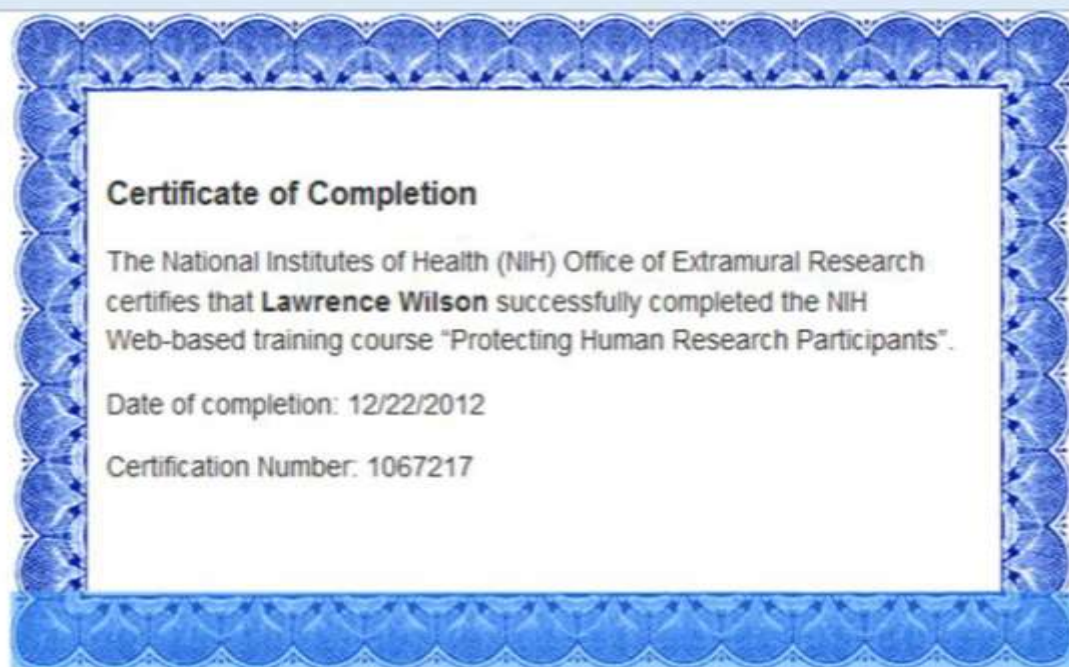 Certificate of Completion
The National Institutes of Health (NIH) Office of Extramural Research
certifies that Lawrence Wilson successfully completed the NIH
Web-based training course "Protecting Human Research Participants".
Date of completion: 12/22/2012
Certification Number: 1067217